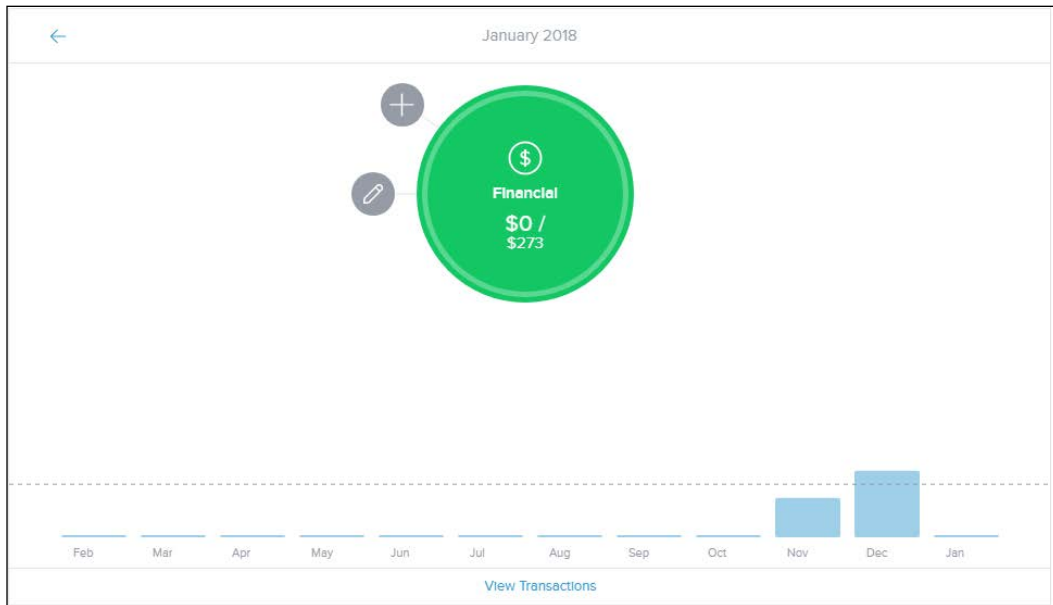 January 2018
$
Financial
$0 /
$273
Feb Mar Apr May Jun Jul Aug Sep Oct Nov Dec Jan
View Transactions